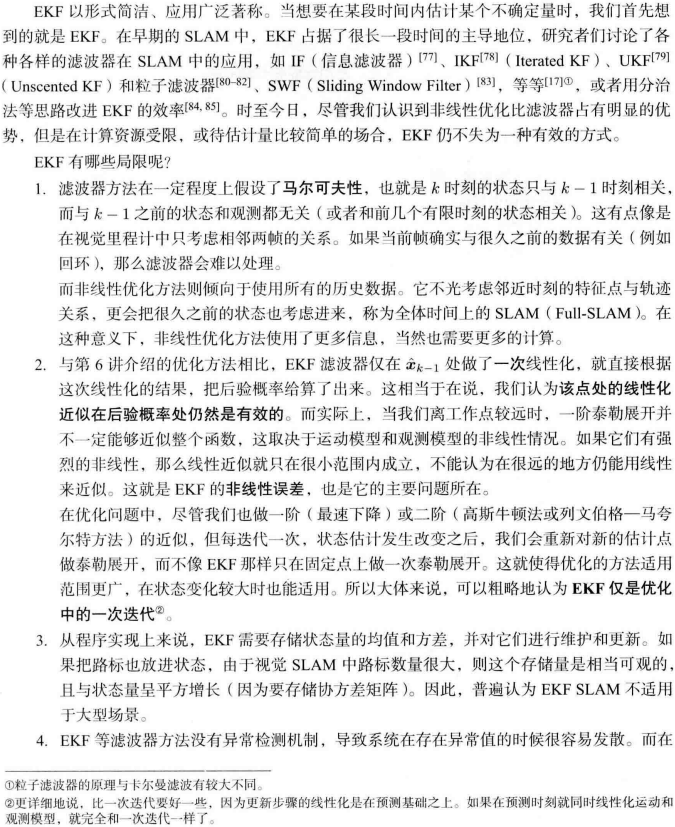 EKF 以形式简洁、应用广泛著称。当想要在某段时间内估计某个不确定量时，我们首先想
到的就是 EKF。在早期的 SLAM 中，EKF 占据了很长一段时间的主导地位，研究者们讨论了各
种各样的滤波器在 SLAM 中的应用，如 IF（信息滤波器）[77]、IKF[78]（Iterated KF）、UKF[79]
（Unscented KF）和粒子滤波器[80-82]、SWF（Sliding Window Filter）[83]，等等[17]①，或者用分治
法等思路改进 EKF 的效率[84, 85]。时至今日，尽管我们认识到非线性优化比滤波器占有明显的优
势，但是在计算资源受限，或待估计量比较简单的场合，EKF 仍不失为一种有效的方式。
EKF 有哪些局限呢？
1. 滤波器方法在一定程度上假设了马尔可夫性，也就是 k 时刻的状态只与 k − 1 时刻相关，
而与 k − 1 之前的状态和观测都无关（或者和前几个有限时刻的状态相关）。这有点像是
在视觉里程计中只考虑相邻两帧的关系。如果当前帧确实与很久之前的数据有关（例如
回环），那么滤波器会难以处理。
而非线性优化方法则倾向于使用所有的历史数据。它不光考虑邻近时刻的特征点与轨迹
关系，更会把很久之前的状态也考虑进来，称为全体时间上的 SLAM（Full-SLAM）。在
这种意义下，非线性优化方法使用了更多信息，当然也需要更多的计算。
2. 与第 6 讲介绍的优化方法相比，EKF 滤波器仅在 x̂k−1 处做了一次线性化，就直接根据
这次线性化的结果，把后验概率给算了出来。这相当于在说，我们认为该点处的线性化
近似在后验概率处仍然是有效的。而实际上，当我们离工作点较远时，一阶泰勒展开并
不一定能够近似整个函数，这取决于运动模型和观测模型的非线性情况。如果它们有强
烈的非线性，那么线性近似就只在很小范围内成立，不能认为在很远的地方仍能用线性
来近似。这就是 EKF 的非线性误差，也是它的主要问题所在。
在优化问题中，尽管我们也做一阶（最速下降）或二阶（高斯牛顿法或列文伯格—马夸
尔特方法）的近似，但每迭代一次，状态估计发生改变之后，我们会重新对新的估计点
做泰勒展开，而不像 EKF 那样只在固定点上做一次泰勒展开。这就使得优化的方法适用
范围更广，在状态变化较大时也能适用。所以大体来说，可以粗略地认为 EKF 仅是优化
中的一次迭代②。
3. 从程序实现上来说，EKF 需要存储状态量的均值和方差，并对它们进行维护和更新。如
果把路标也放进状态，由于视觉 SLAM 中路标数量很大，则这个存储量是相当可观的，
且与状态量呈平方增长（因为要存储协方差矩阵）。因此，普遍认为 EKF SLAM 不适用
于大型场景。
4. EKF 等滤波器方法没有异常检测机制，导致系统在存在异常值的时候很容易发散。而在
①粒子滤波器的原理与卡尔曼滤波有较大不同。
②更详细地说，比一次迭代要好一些，因为更新步骤的线性化是在预测基础之上。如果在预测时刻就同时线性化运动和
观测模型，就完全和一次迭代一样了。